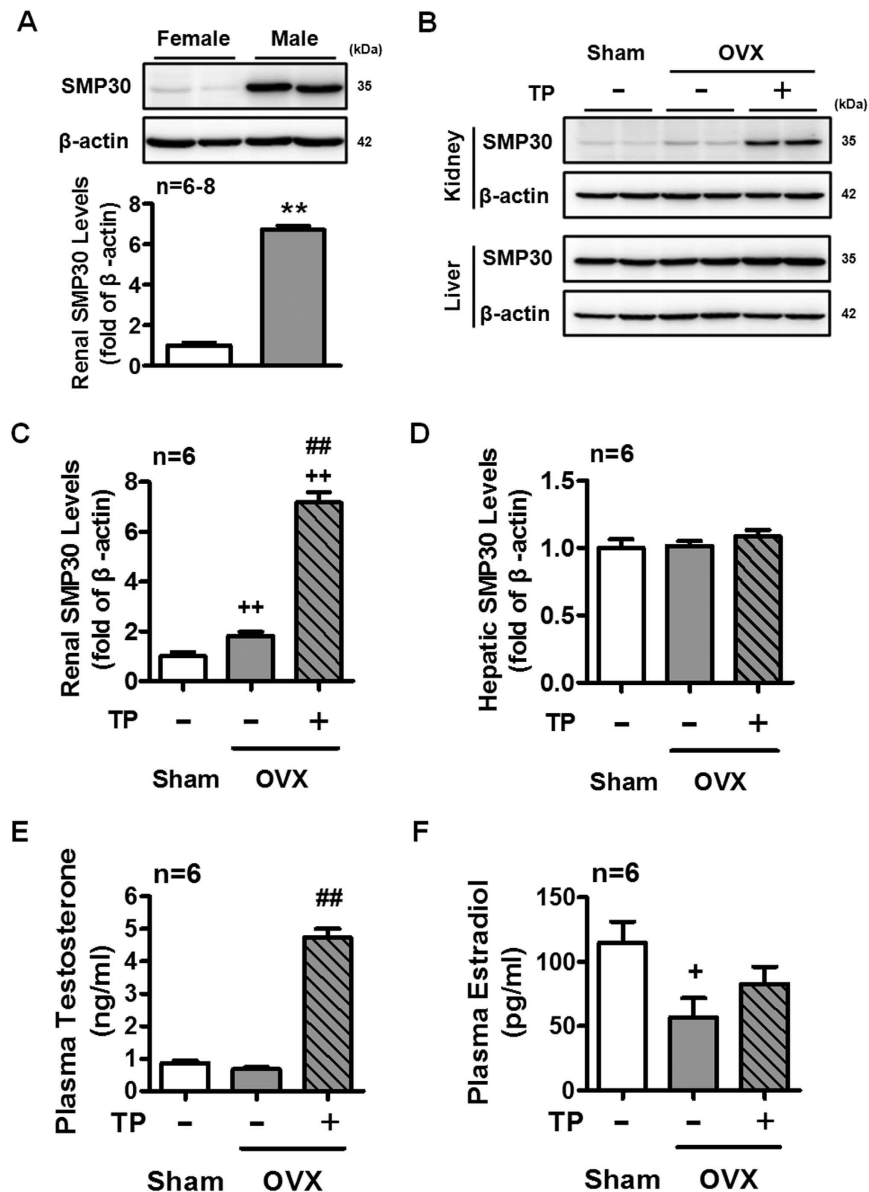 A
Female Male (kDa)
SMP30 35
β-actin 42
n=6-8
Renal SMP30 Levels
(fold of β -actin)
8
6
4
2
0
**
B
Sham OVX
TP − − + (kDa)
Kidney
SMP30 35
β-actin 42
Liver
SMP30 35
β-actin 42
C
n=6
Renal SMP30 Levels
(fold of β -actin)
8
6
4
2
0
++
##
++
TP − − +
Sham OVX
D
n=6
Hepatic SMP30 Levels
(fold of β -actin)
1.5
1.0
0.5
0.0
TP − − +
Sham OVX
E
n=6
Plasma Testosterone
(ng/ml)
6
5
4
3
2
1
0
##
TP − − +
Sham OVX
F
n=6
Plasma Estradiol
(pg/ml)
150
100
50
0
+
TP − − +
Sham OVX